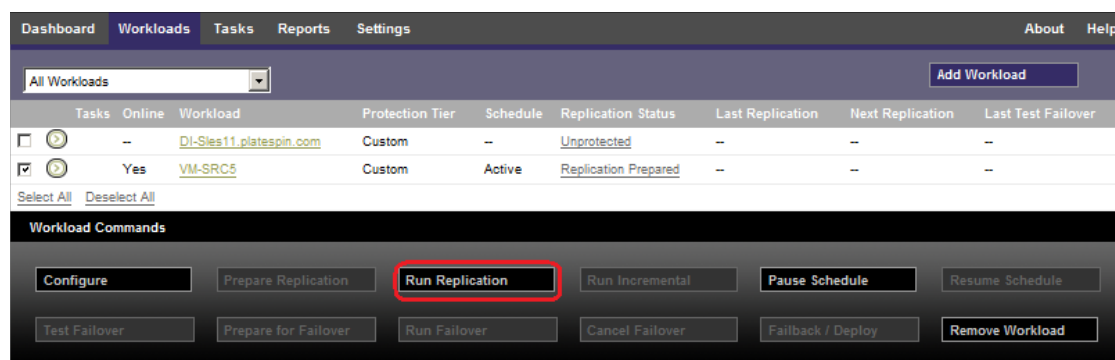 Dashboard Workloads Tasks Reports Settings About Help
All Workloads Add Workload
Tasks Online Workload Protection Tier Schedule Replication Status Last Replication Next Replication Last Test Failover
-- DI-Sles11.platespin.com Custom -- Unprotected -- -- --
Yes VM-SRC5 Custom Active Replication Prepared -- -- --
Select All Deselect All
Workload Commands
Configure Prepare Replication Run Replication Run Incremental Pause Schedule Resume Schedule
Test Failover Prepare for Failover Run Failover Cancel Failover Failback / Deploy Remove Workload